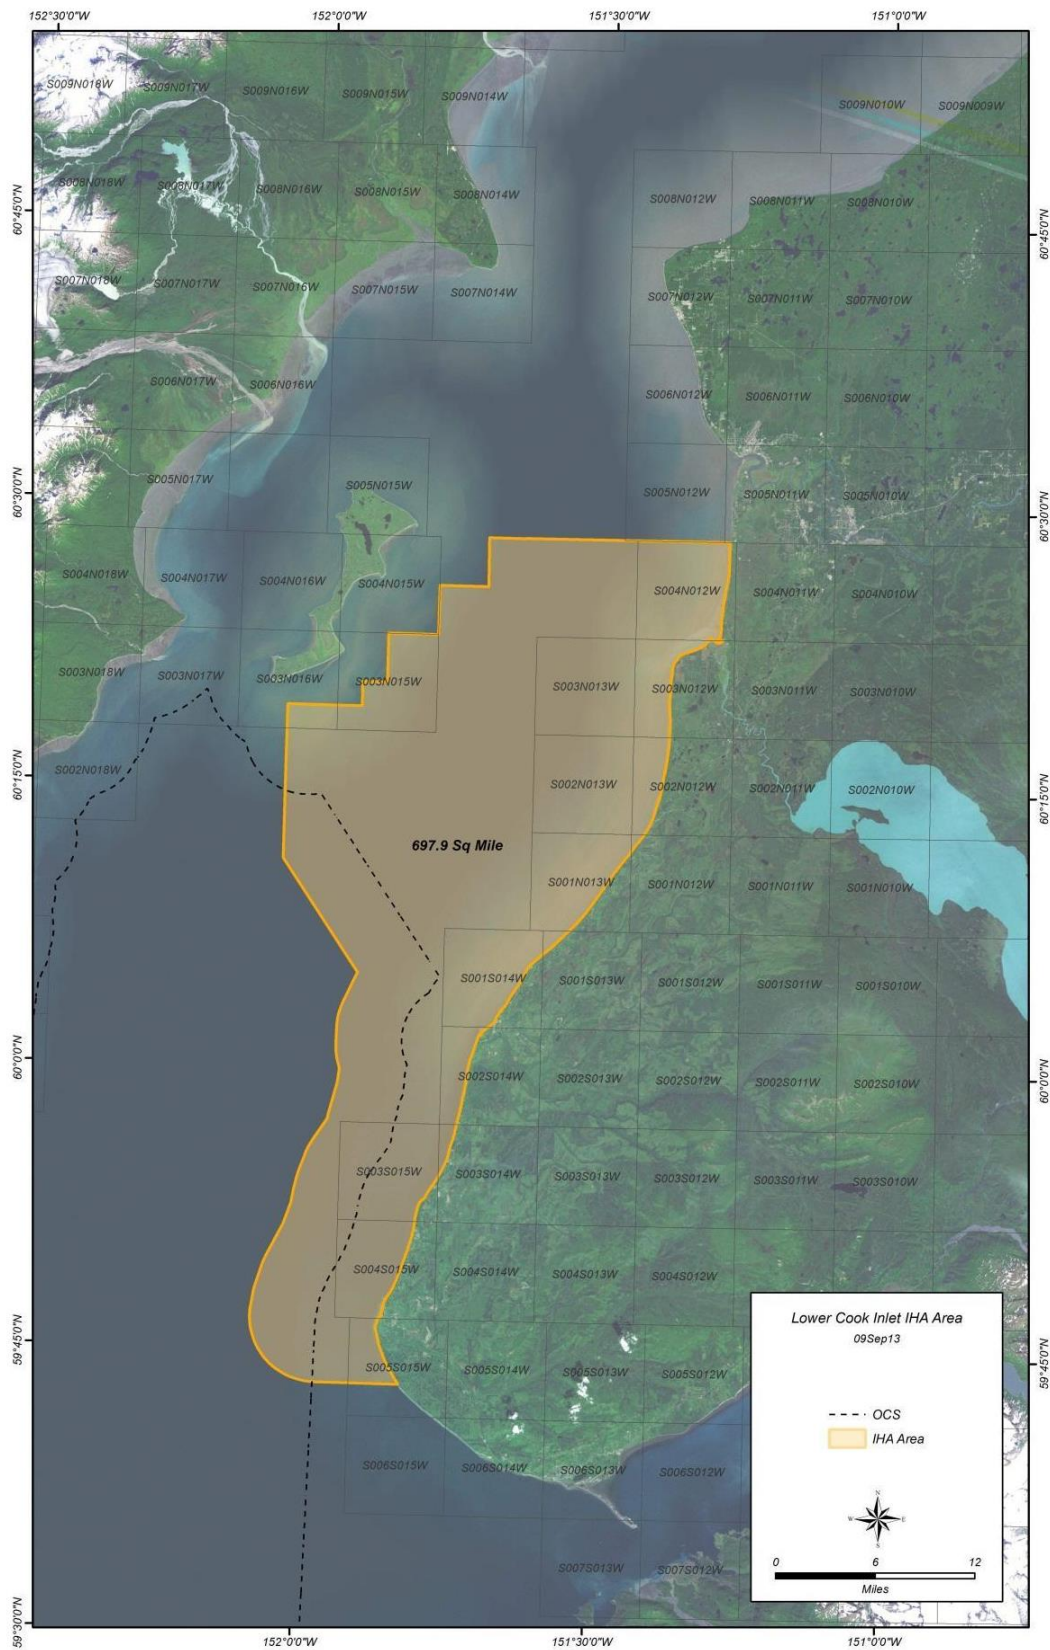 152°30'0"W 152°0'0"W 151°30'0"W 151°0'0"W
S009N018W S009N017W S009N016W S009N015W S009N014W S009N010W S009N009W
S008N018W S008N017W S008N016W S008N015W S008N014W S008N012W S008N011W S008N010W
60°45'0"N 60°45'0"N
S007N018W S007N017W S007N016W S007N015W S007N014W S007N012W S007N011W S007N010W
S006N017W S006N016W S006N012W S006N011W S006N010W
S005N017W S005N015W S005N012W S005N011W S005N010W
60°30'0"N 60°30'0"N
S004N018W S004N017W S004N016W S004N015W S004N012W S004N011W S004N010W
S003N018W S003N017W S003N016W S003N015W S003N013W S003N012W S003N011W S003N010W
60°15'0"N 60°15'0"N
S002N018W S002N013W S002N012W S002N011W S002N010W
697.9 Sq Mile
S001N013W S001N012W S001N011W S001N010W
S001S014W S001S013W S001S012W S001S011W S001S010W
60°0'0"N 60°0'0"N
S002S014W S002S013W S002S012W S002S011W S002S010W
S003S015W S003S014W S003S013W S003S012W S003S011W S003S010W
S004S015W S004S014W S004S013W S004S012W
59°45'0"N 59°45'0"N
S005S015W S005S014W S005S013W S005S012W
S006S015W S006S014W S006S013W S006S012W
S007S013W S007S012W
59°30'0"N
152°0'0"W 151°30'0"W 151°0'0"W
Lower Cook Inlet IHA Area
09Sep13
OCS
IHA Area
N
W E
S
0 6 12
Miles